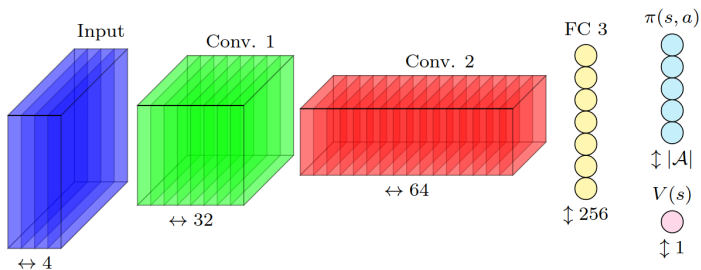 Input
↔ 4
Conv. 1
↔ 32
Conv. 2
↔ 64
FC 3
↕ 256
π(s, a)
↕ |𝒜|
V(s)
↕ 1